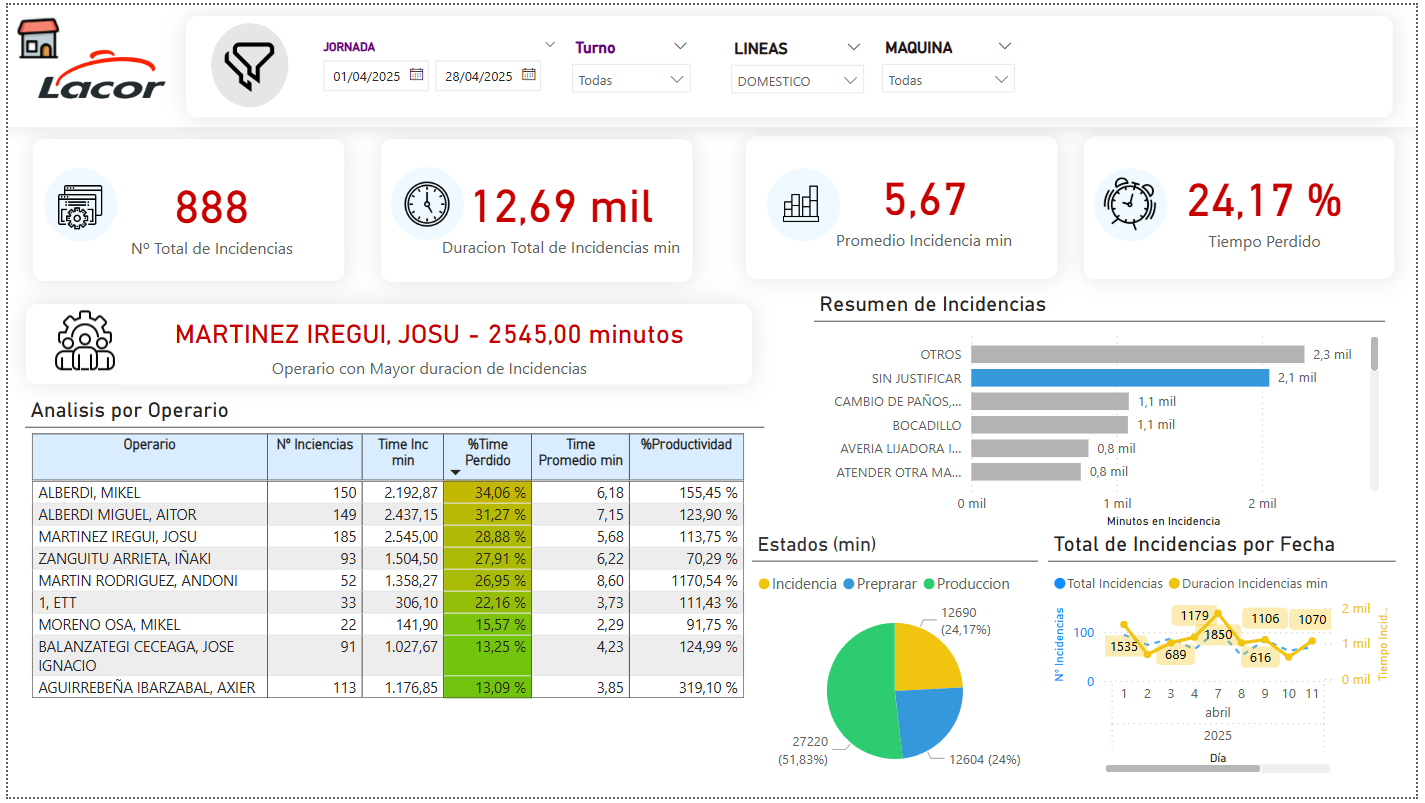 Lacor
JORNADA
01/04/2025
28/04/2025
Turno
Todas
LINEAS
DOMESTICO
MAQUINA
Todas
888
Nº Total de Incidencias
12,69 mil
Duracion Total de Incidencias min
5,67
Promedio Incidencia min
24,17 %
Tiempo Perdido
MARTINEZ IREGUI, JOSU - 2545,00 minutos
Operario con Mayor duracion de Incidencias
Analisis por Operario
Operario Nº Inciencias Time Inc min %Time Perdido Time Promedio min %Productividad
ALBERDI, MIKEL 150 2.192,87 34,06 % 6,18 155,45 %
ALBERDI MIGUEL, AITOR 149 2.437,15 31,27 % 7,15 123,90 %
MARTINEZ IREGUI, JOSU 185 2.545,00 28,88 % 5,68 113,75 %
ZANGUITU ARRIETA, IÑAKI 93 1.504,50 27,91 % 6,22 70,29 %
MARTIN RODRIGUEZ, ANDONI 52 1.358,27 26,95 % 8,60 1170,54 %
1, ETT 33 306,10 22,16 % 3,73 111,43 %
MORENO OSA, MIKEL 22 141,90 15,57 % 2,29 91,75 %
BALANZATEGI CECEAGA, JOSE IGNACIO 91 1.027,67 13,25 % 4,23 124,99 %
AGUIRREBEÑA IBARZABAL, AXIER 113 1.176,85 13,09 % 3,85 319,10 %
Resumen de Incidencias
OTROS 2,3 mil
SIN JUSTIFICAR 2,1 mil
CAMBIO DE PAÑOS,... 1,1 mil
BOCADILLO 1,1 mil
AVERIA LIJADORA I... 0,8 mil
ATENDER OTRA MA... 0,8 mil
0 mil 1 mil 2 mil
Minutos en Incidencia
Estados (min)
Incidencia Preprarar Produccion
12690
(24,17%)
27220
(51,83%)
12604 (24%)
Total de Incidencias por Fecha
Total Incidencias Duracion Incidencias min
Nº Incidencias
100
0
1535
689
1179
1850
616
1106
1070
2 mil
1 mil
0 mil
Tiempo Incid...
1 2 3 4 7 8 9 10 11
abril
2025
Día